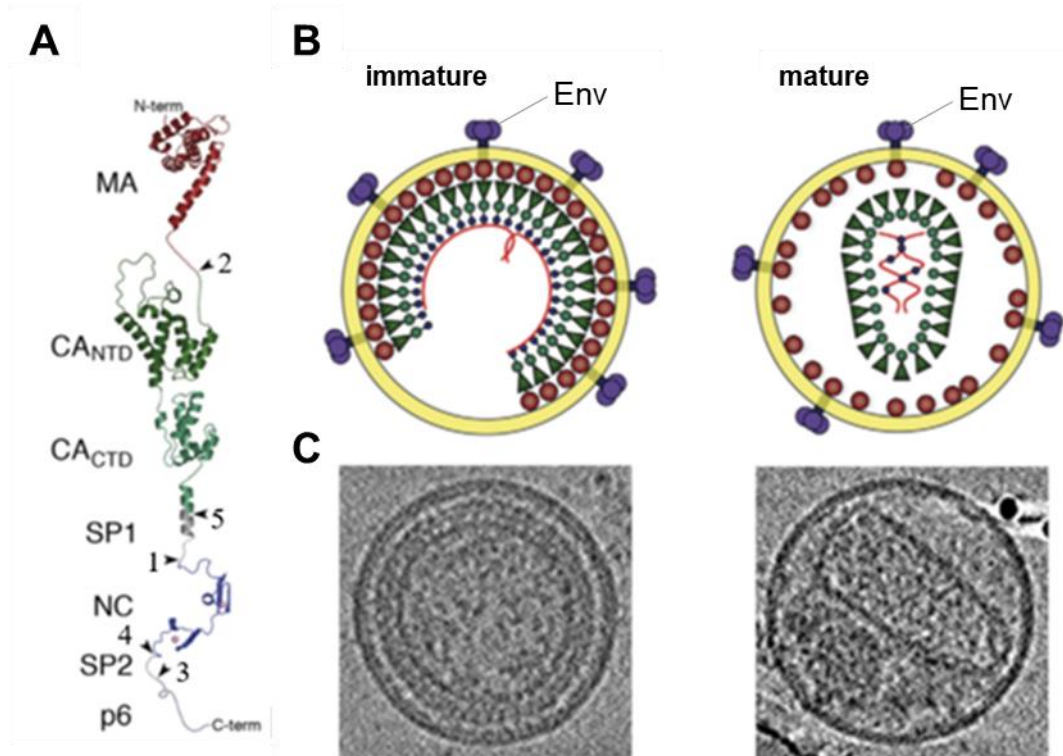 A
N-term
MA
2
CANTD
CACTD
5
SP1
1
NC
4
SP2
3
p6
C-term
B
immature
Env
mature
Env
C